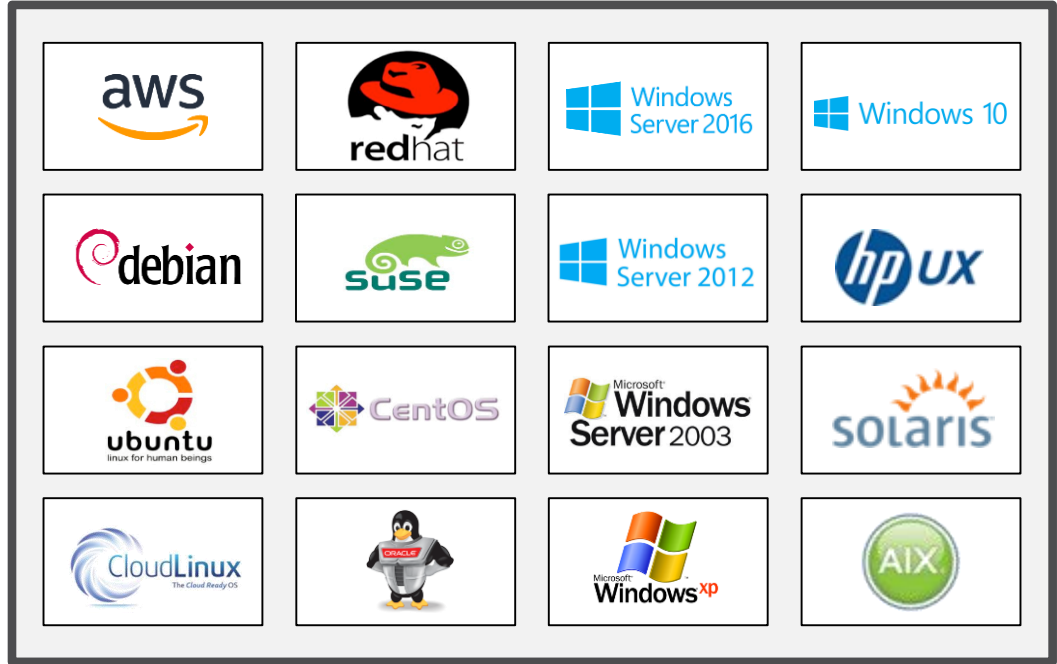 aws
redhat
Windows
Server 2016
Windows 10
debian
suse
Windows
Server 2012
hp UX
ubuntu
linux for human beings
CentOS
Microsoft
Windows
Server 2003
solaris
CloudLinux
The Cloud Ready OS
ORACLE
Microsoft
Windows xp
AIX